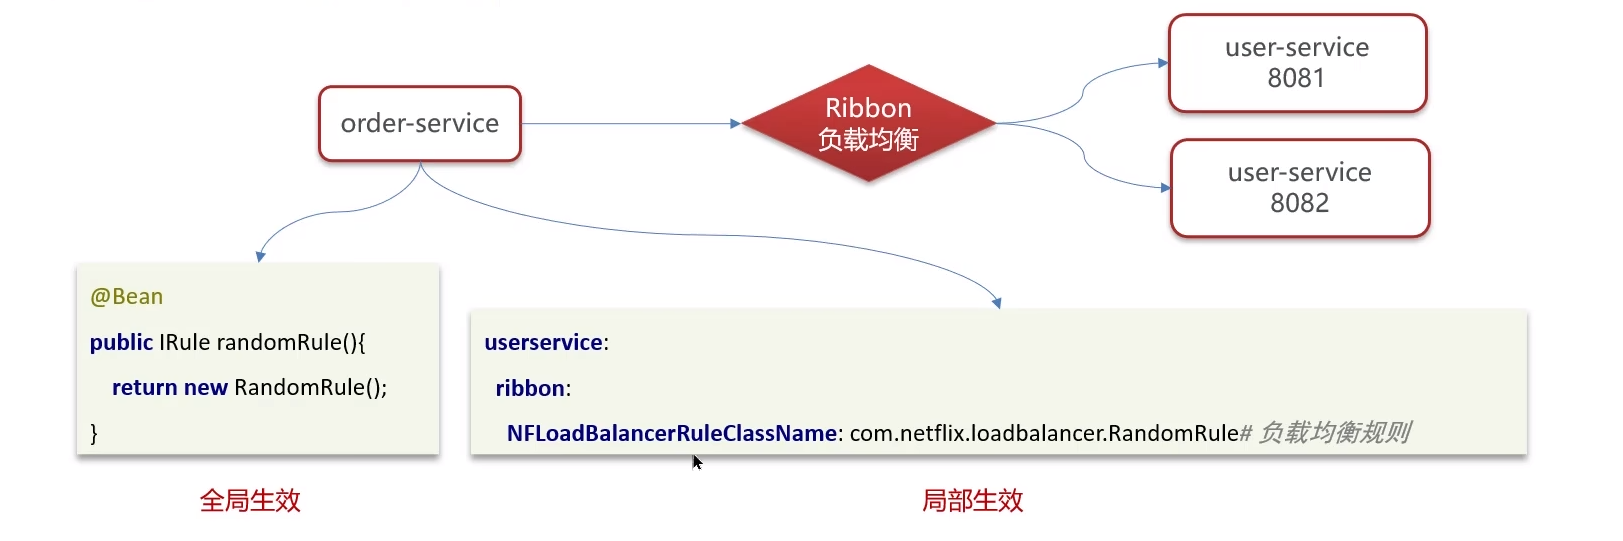 order-service
Ribbon
负载均衡
user-service
8081
user-service
8082
@Bean
public IRule randomRule(){
return new RandomRule();
}
全局生效
userservice:
ribbon:
NFLoadBalancerRuleClassName: com.netflix.loadbalancer.RandomRule# 负载均衡规则
局部生效